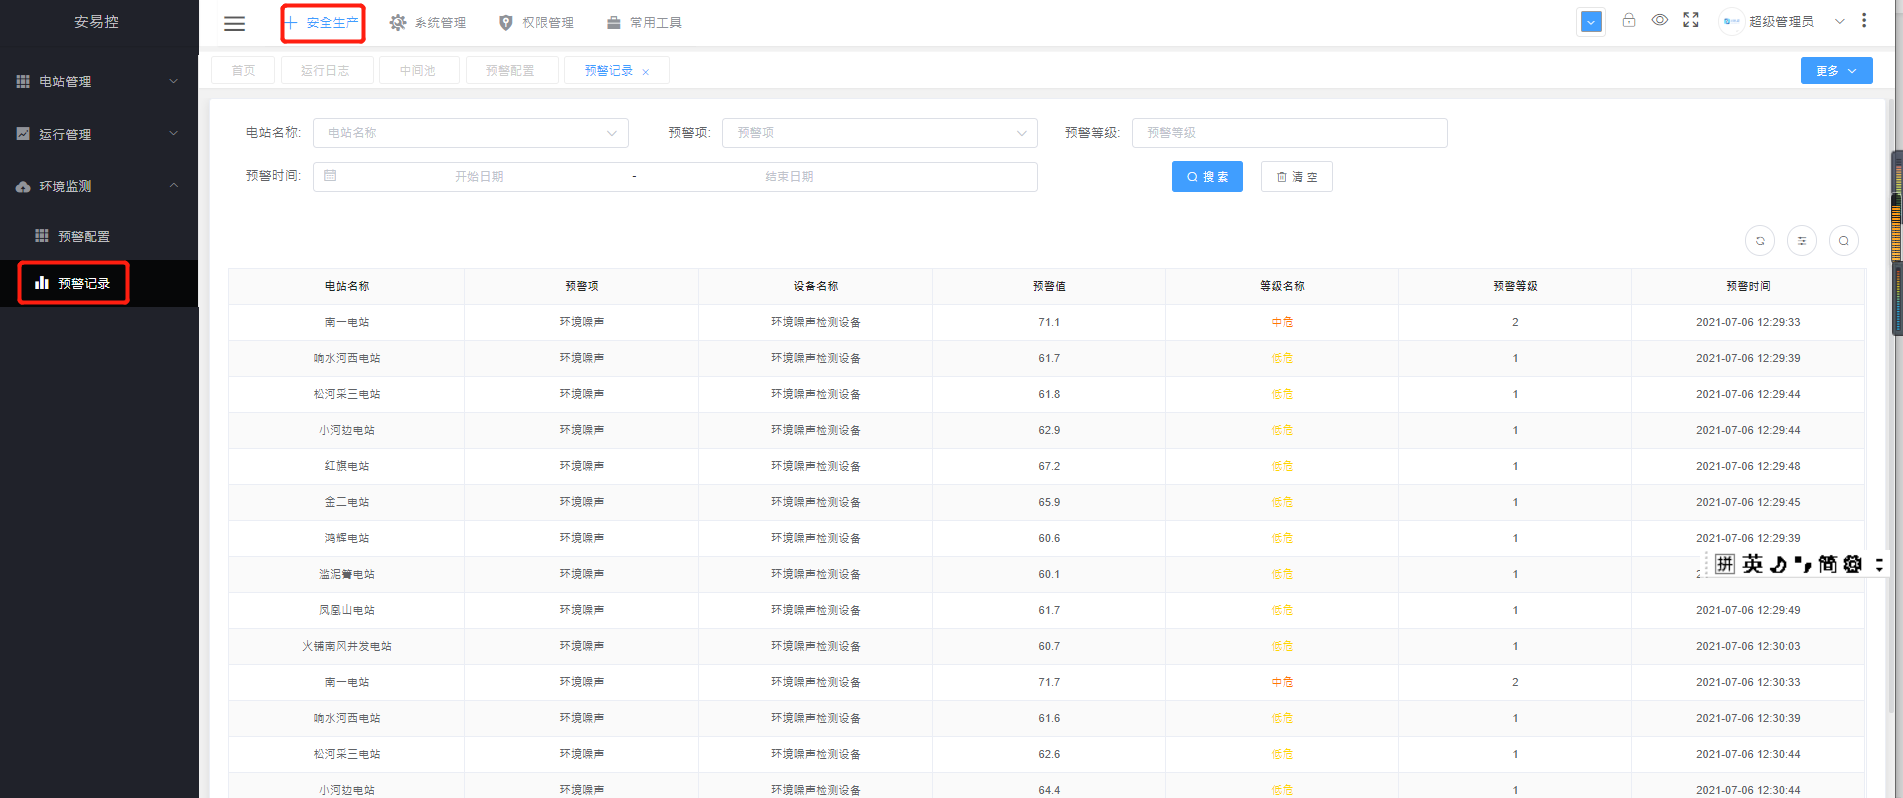 安易控
安全生产 系统管理 权限管理 常用工具 超级管理员
电站管理
运行管理
环境监测
预警配置
预警记录
首页 运行日志 中间池 预警配置 预警记录 × 更多
电站名称: 电站名称 预警项: 预警项 预警等级: 预警等级
预警时间: 开始日期 - 结束日期 搜 索 清 空
电站名称 预警项 设备名称 预警值 等级名称 预警等级 预警时间
南一电站 环境噪声 环境噪声检测设备 71.1 中危 2 2021-07-06 12:29:33
响水河西电站 环境噪声 环境噪声检测设备 61.7 低危 1 2021-07-06 12:29:39
松河采三电站 环境噪声 环境噪声检测设备 61.8 低危 1 2021-07-06 12:29:44
小河边电站 环境噪声 环境噪声检测设备 62.9 低危 1 2021-07-06 12:29:44
红旗电站 环境噪声 环境噪声检测设备 67.2 低危 1 2021-07-06 12:29:48
金二电站 环境噪声 环境噪声检测设备 65.9 低危 1 2021-07-06 12:29:45
鸿辉电站 环境噪声 环境噪声检测设备 60.6 低危 1 2021-07-06 12:29:39
滥泥箐电站 环境噪声 环境噪声检测设备 60.1 低危 1 2
拼 英 简
凤凰山电站 环境噪声 环境噪声检测设备 61.7 低危 1 2021-07-06 12:29:49
火铺南风井发电站 环境噪声 环境噪声检测设备 60.7 低危 1 2021-07-06 12:30:03
南一电站 环境噪声 环境噪声检测设备 71.7 中危 2 2021-07-06 12:30:33
响水河西电站 环境噪声 环境噪声检测设备 61.6 低危 1 2021-07-06 12:30:39
松河采三电站 环境噪声 环境噪声检测设备 62.6 低危 1 2021-07-06 12:30:44
小河边电站 环境噪声 环境噪声检测设备 64.4 低危 1 2021-07-06 12:30:44